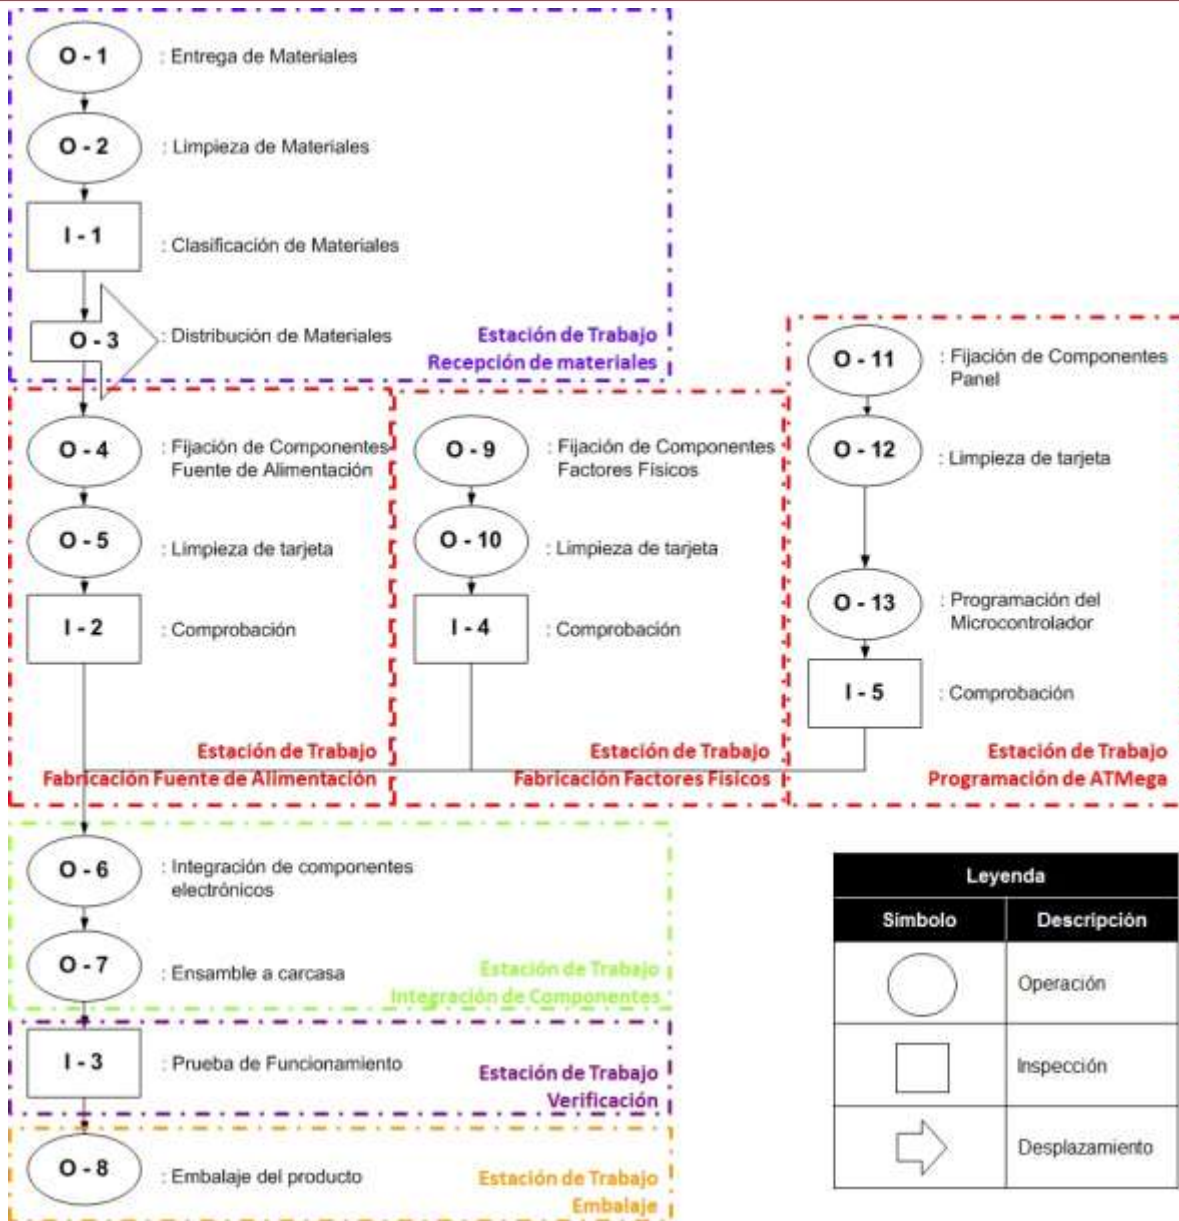 O - 1
: Entrega de Materiales
O - 2
: Limpieza de Materiales
I - 1
: Clasificación de Materiales
O - 3
: Distribución de Materiales
Estación de Trabajo
Recepción de materiales
O - 4
: Fijación de Componentes
Fuente de Alimentación
O - 5
: Limpieza de tarjeta
I - 2
: Comprobación
Estación de Trabajo
Fabricación Fuente de Alimentación
O - 9
: Fijación de Componentes
Factores Físicos
O - 10
: Limpieza de tarjeta
I - 4
: Comprobación
Estación de Trabajo
Fabricación Factores Físicos
O - 11
: Fijación de Componentes
Panel
O - 12
: Limpieza de tarjeta
O - 13
: Programación del
Microcontrolador
I - 5
: Comprobación
Estación de Trabajo
Programación de ATMega
O - 6
: Integración de componentes
electrónicos
O - 7
: Ensamble a carcasa
Estación de Trabajo
Integración de Componentes
I - 3
: Prueba de Funcionamiento
Estación de Trabajo
Verificación
O - 8
: Embalaje del producto
Estación de Trabajo
Embalaje
Leyenda
Símbolo
Descripción
Operación
Inspección
Desplazamiento